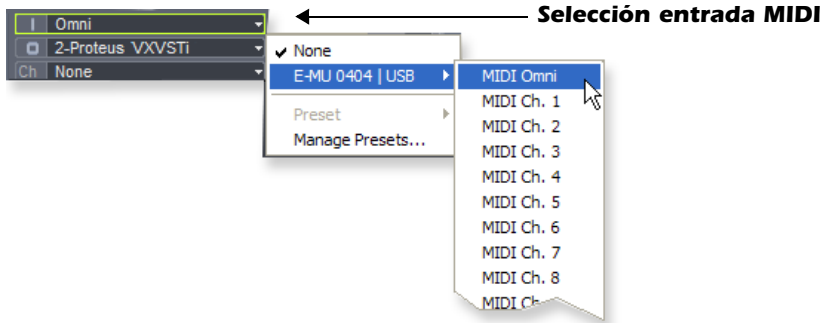 Selección entrada MIDI
I Omni
2-Proteus VXVSTi
Ch None
None
E-MU 0404 | USB
Preset
Manage Presets...
MIDI Omni
MIDI Ch. 1
MIDI Ch. 2
MIDI Ch. 3
MIDI Ch. 4
MIDI Ch. 5
MIDI Ch. 6
MIDI Ch. 7
MIDI Ch. 8
MIDI Ch